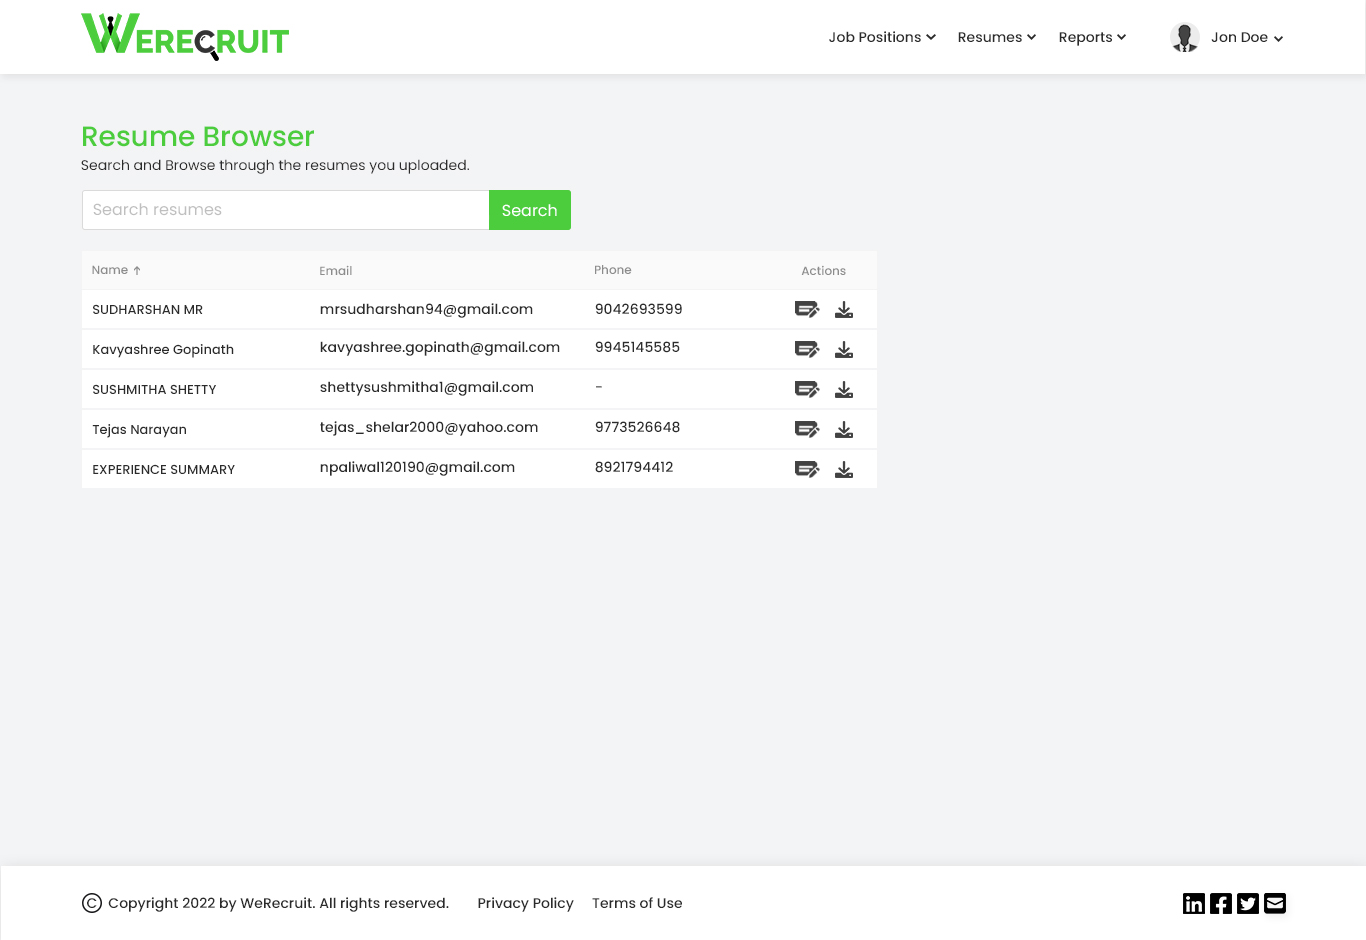 WERECRUIT
Job Positions Resumes Reports Jon Doe
Resume Browser
Search and Browse through the resumes you uploaded.
Search resumes Search
Name ↑ Email Phone Actions
SUDHARSHAN MR mrsudharshan94@gmail.com 9042693599
Kavyashree Gopinath kavyashree.gopinath@gmail.com 9945145585
SUSHMITHA SHETTY shettysushmitha1@gmail.com -
Tejas Narayan tejas_shelar2000@yahoo.com 9773526648
EXPERIENCE SUMMARY npaliwal120190@gmail.com 8921794412
© Copyright 2022 by WeRecruit. All rights reserved. Privacy Policy Terms of Use